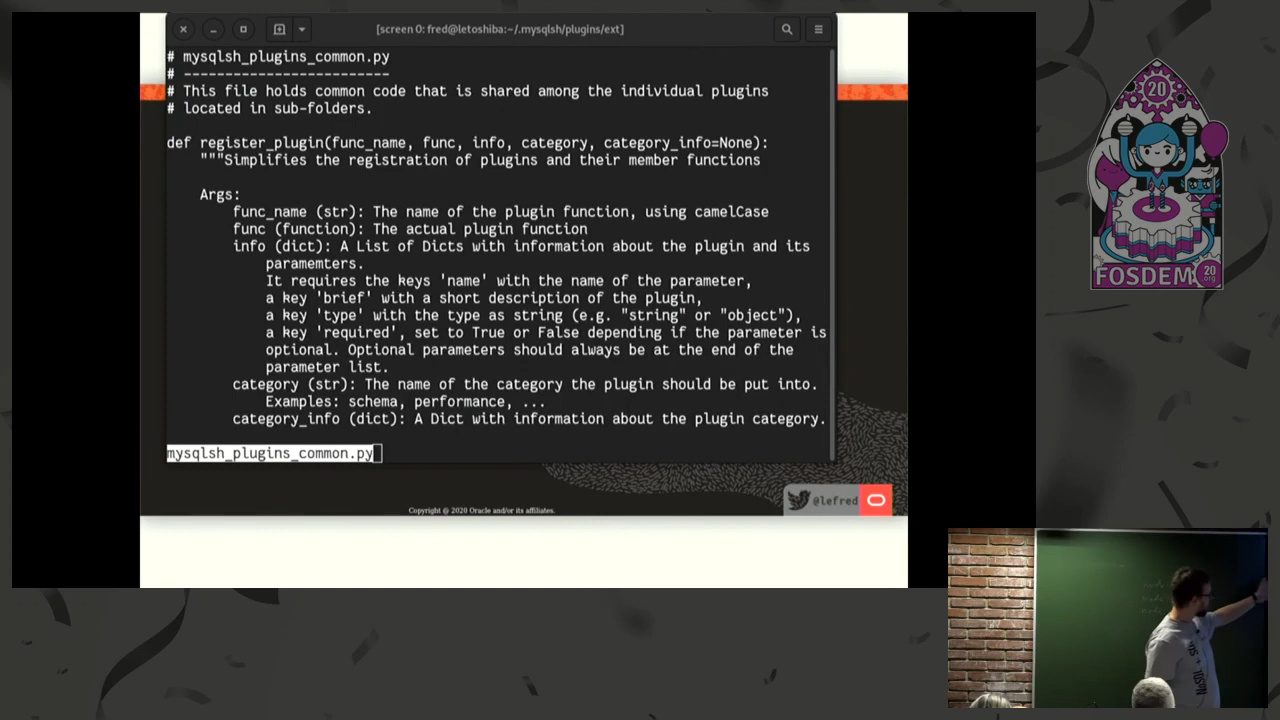 [screen 0: fred@letoshiba:~/.mysqlsh/plugins/ext]
# mysqlsh_plugins_common.py
# -------------------------
# This file holds common code that is shared among the individual plugins
# located in sub-folders.
def register_plugin(func_name, func, info, category, category_info=None):
"""Simplifies the registration of plugins and their member functions
Args:
func_name (str): The name of the plugin function, using camelCase
func (function): The actual plugin function
info (dict): A List of Dicts with information about the plugin and its
paramemters.
It requires the keys 'name' with the name of the parameter,
a key 'brief' with a short description of the plugin,
a key 'type' with the type as string (e.g. "string" or "object"),
a key 'required', set to True or False depending if the parameter is
optional. Optional parameters should always be at the end of the
parameter list.
category (str): The name of the category the plugin should be put into.
Examples: schema, performance, ...
category_info (dict): A Dict with information about the plugin category.
mysqlsh_plugins_common.py
@lefred
Copyright @ 2020 Oracle and/or its affiliates.
20
FOSDEM 20
.org